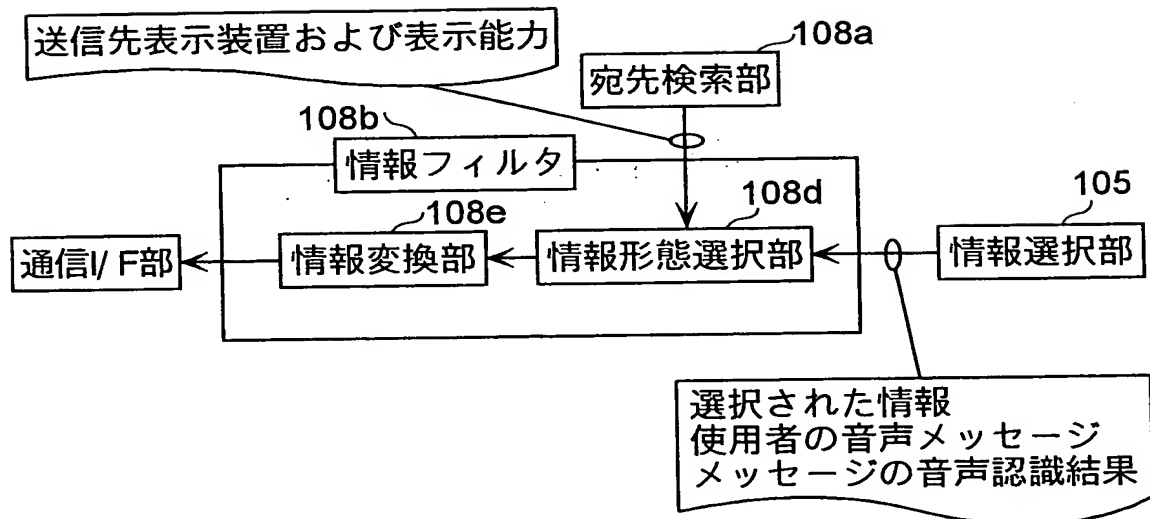 送信先表示装置および表示能力
108a
宛先検索部
108b
情報フィルタ
108e
108d
105
通信I/F部
情報変換部
情報形態選択部
情報選択部
選択された情報
使用者の音声メッセージ
メッセージの音声認識結果